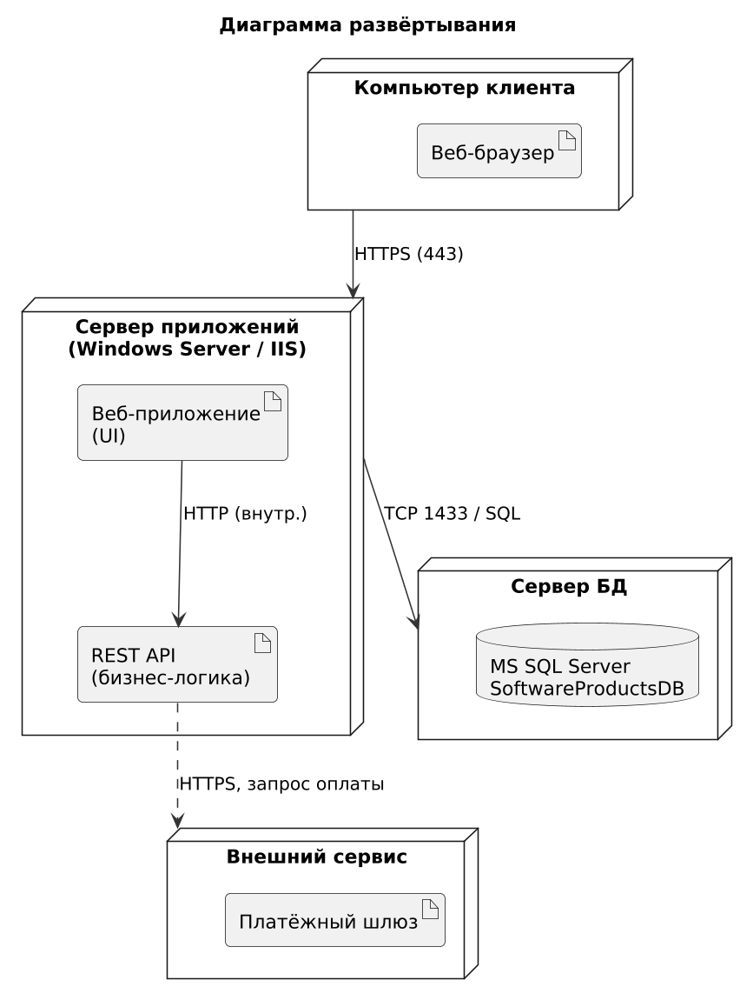 Диаграмма развёртывания
Компьютер клиента
Веб-браузер
HTTPS (443)
Сервер приложений
(Windows Server / IIS)
Веб-приложение
(UI)
HTTP (внутр.)
TCP 1433 / SQL
Сервер БД
MS SQL Server
SoftwareProductsDB
REST API
(бизнес-логика)
HTTPS, запрос оплаты
Внешний сервис
Платёжный шлюз